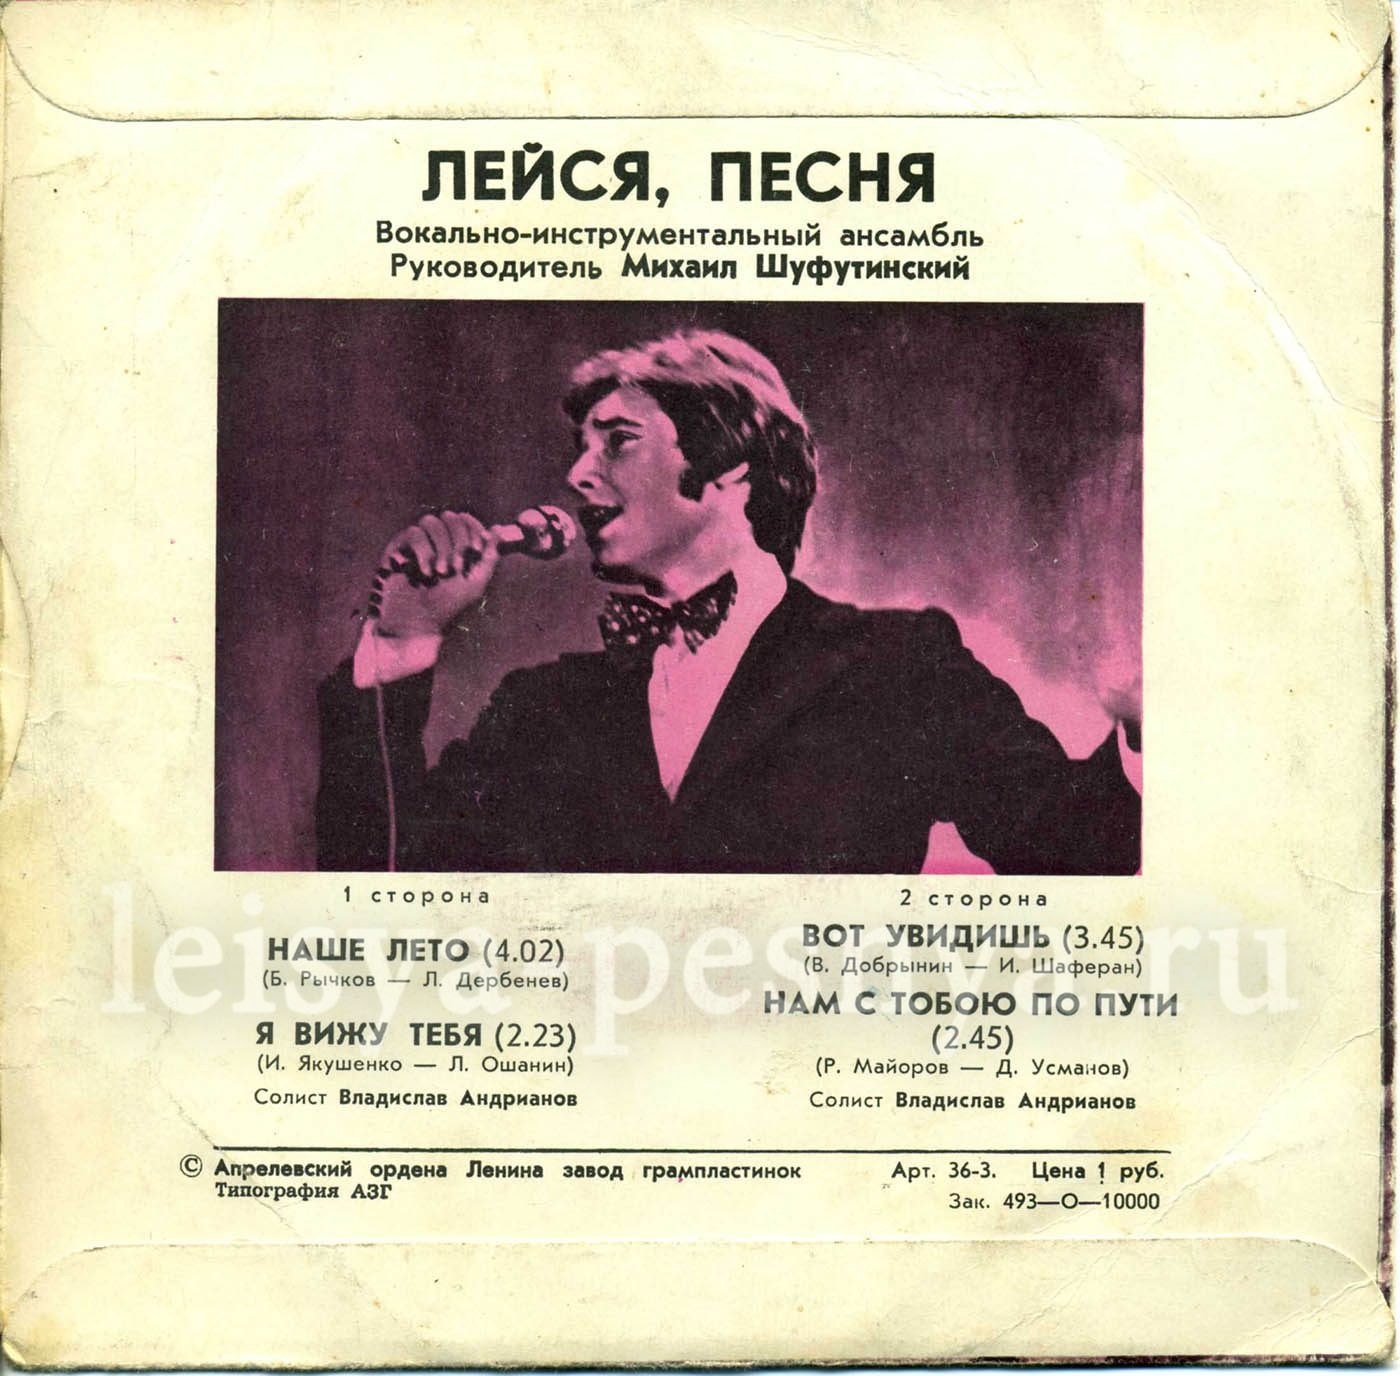 ЛЕЙСЯ, ПЕСНЯ
Вокально-инструментальный ансамбль
Руководитель Михаил Шуфутинский
1 сторона
НАШЕ ЛЕТО (4.02)
(Б. Рычков — Л. Дербенев)
Я ВИЖУ ТЕБЯ (2.23)
(И. Якушенко — Л. Ошанин)
Солист Владислав Андрианов
2 сторона
ВОТ УВИДИШЬ (3.45)
(В. Добрынин — И. Шаферан)
НАМ С ТОБОЮ ПО ПУТИ
(2.45)
(Р. Майоров — Д. Усманов)
Солист Владислав Андрианов
leisya-pesnya.ru
© Апрелевский ордена Ленина завод грампластинок
Типография АЗГ
Арт. 36-3. Цена 1 руб.
Зак. 493—О—10000